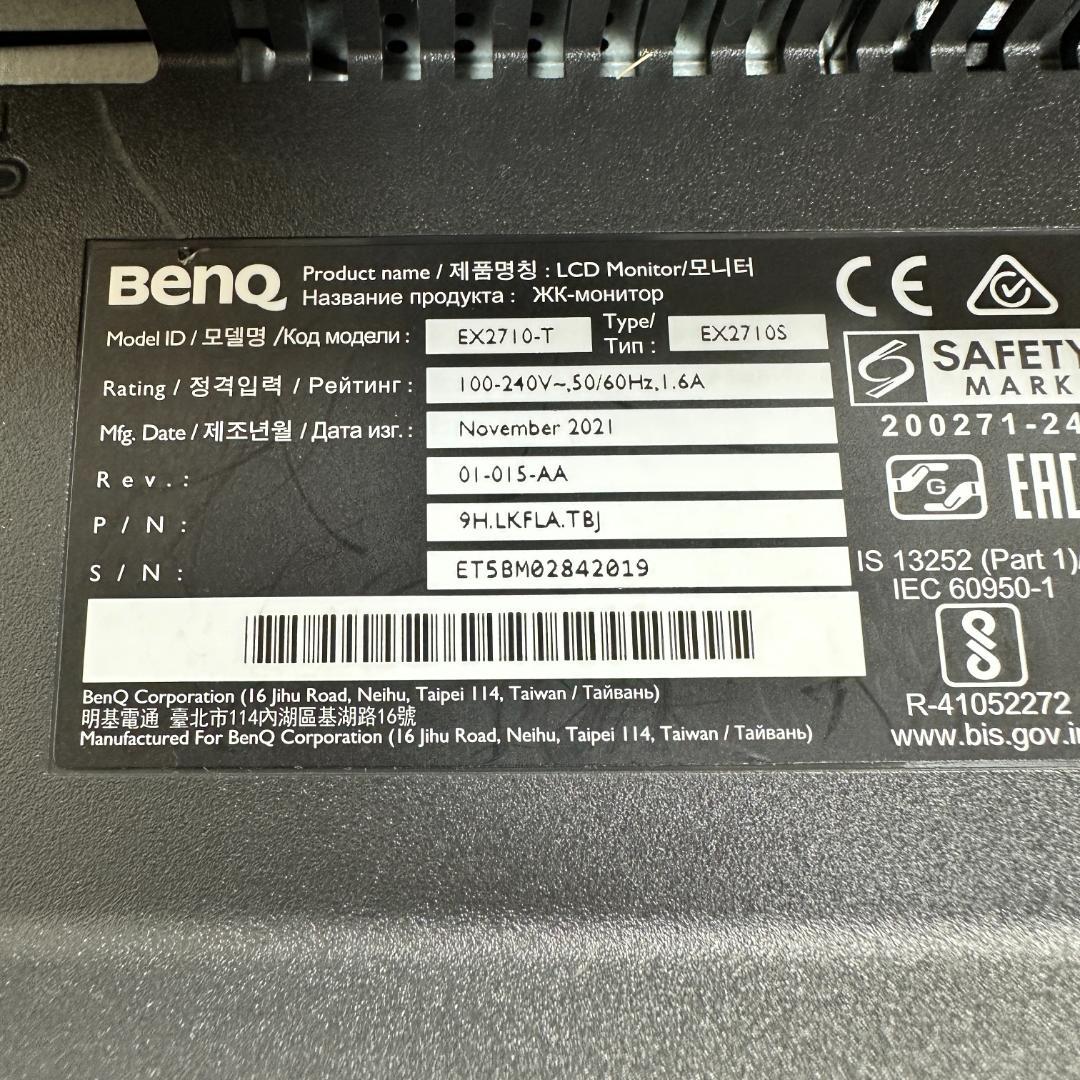 BenQ
Product name / 제품명칭 : LCD Monitor/모니터
Название продукта : ЖК-монитор
Model ID / 모델명 /Код модели : EX2710-T Type/ Тип : EX2710S
Rating / 정격입력 / Рейтинг : 100-240V~,50/60Hz,1.6A
Mfg. Date / 제조년월 / Дата изг. : November 2021
Rev.: 01-015-AA
P/N : 9H.LKFLA.TBJ
S/N : ET5BM02842019
BenQ Corporation (16 Jihu Road, Neihu, Taipei 114, Taiwan / Тайвань)
明基電通 臺北市114內湖區基湖路16號
Manufactured For BenQ Corporation (16 Jihu Road, Neihu, Taipei 114, Taiwan / Тайвань)
CE
SAFETY
MARK
200271-24
G
EAC
IS 13252 (Part 1)/
IEC 60950-1
R-41052272
www.bis.gov.in